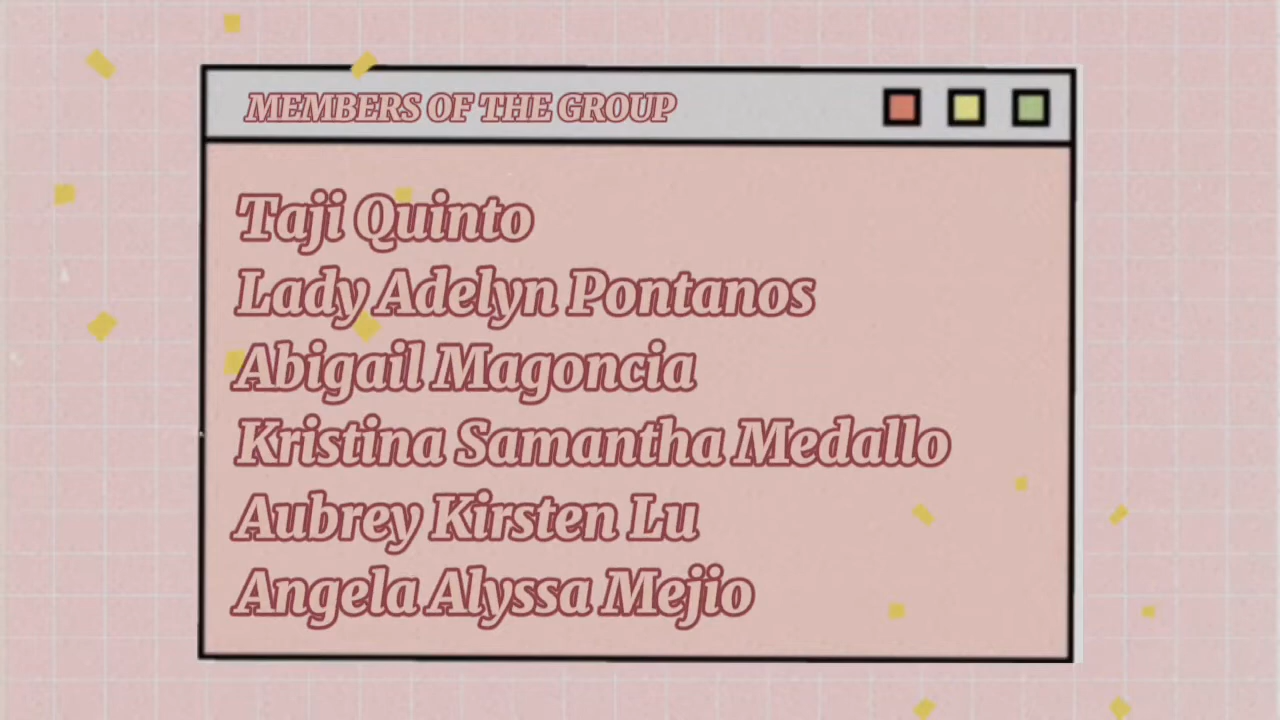 MEMBERS OF THE GROUP
Taji Quinto
Lady Adelyn Pontanos
Abigail Magoncia
Kristina Samantha Medallo
Aubrey Kirsten Lu
Angela Alyssa Mejio